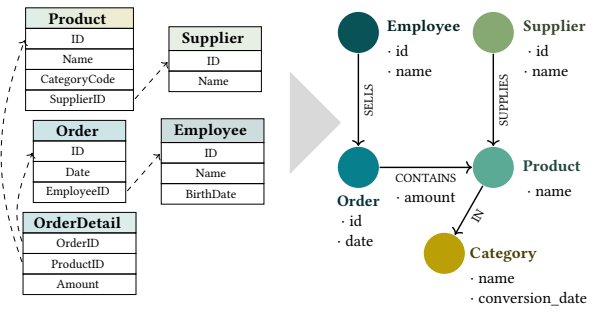 Product
ID
Name
CategoryCode
SupplierID
Supplier
ID
Name
Order
ID
Date
EmployeeID
Employee
ID
Name
BirthDate
OrderDetail
OrderID
ProductID
Amount
Employee
· id
· name
Supplier
· id
· name
SELLS
SUPPLIES
Order
· id
· date
CONTAINS
· amount
Product
· name
IN
Category
· name
· conversion_date